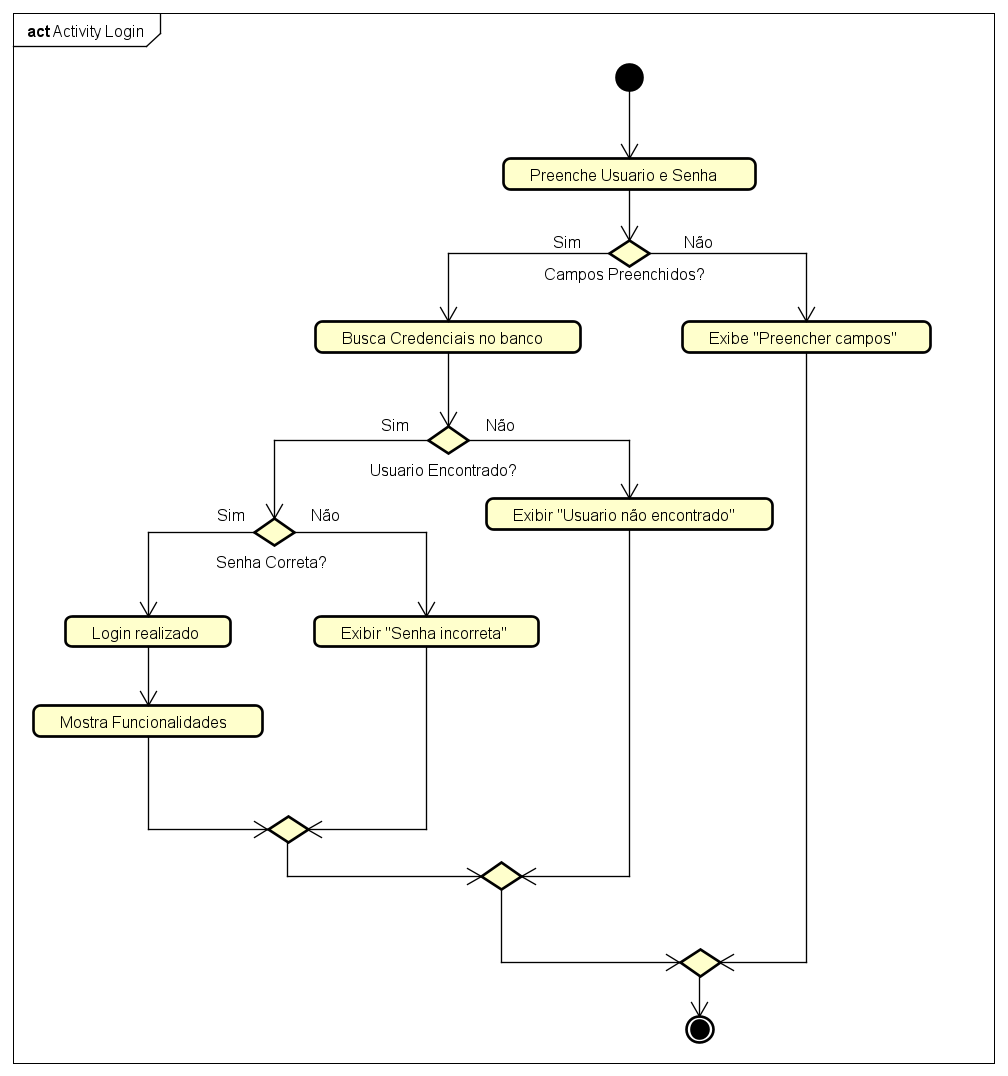 act Activity Login
Preenche Usuario e Senha
Sim
Não
Campos Preenchidos?
Busca Credenciais no banco
Exibe "Preencher campos"
Sim
Não
Usuario Encontrado?
Sim
Não
Exibir "Usuario não encontrado"
Senha Correta?
Login realizado
Exibir "Senha incorreta"
Mostra Funcionalidades